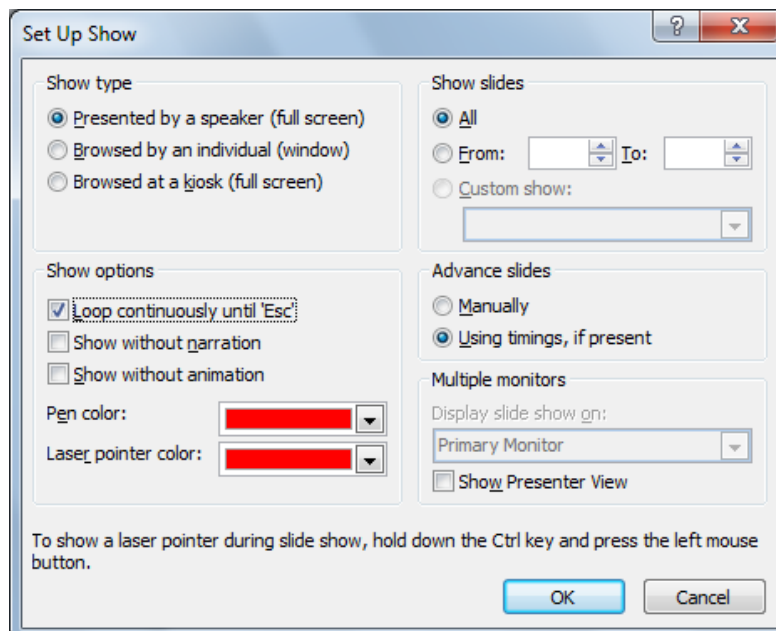 Set Up Show
?
Show type
Presented by a speaker (full screen)
Browsed by an individual (window)
Browsed at a kiosk (full screen)
Show slides
All
From:
To:
Custom show:
Show options
Loop continuously until 'Esc'
Show without narration
Show without animation
Pen color:
Laser pointer color:
Advance slides
Manually
Using timings, if present
Multiple monitors
Display slide show on:
Primary Monitor
Show Presenter View
To show a laser pointer during slide show, hold down the Ctrl key and press the left mouse
button.
OK
Cancel